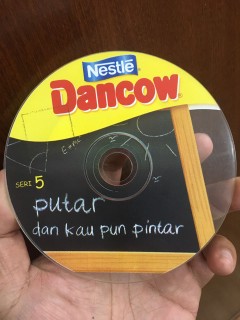 Nestlé
Dancow
SERI 5
putar
dan kau pun pintar